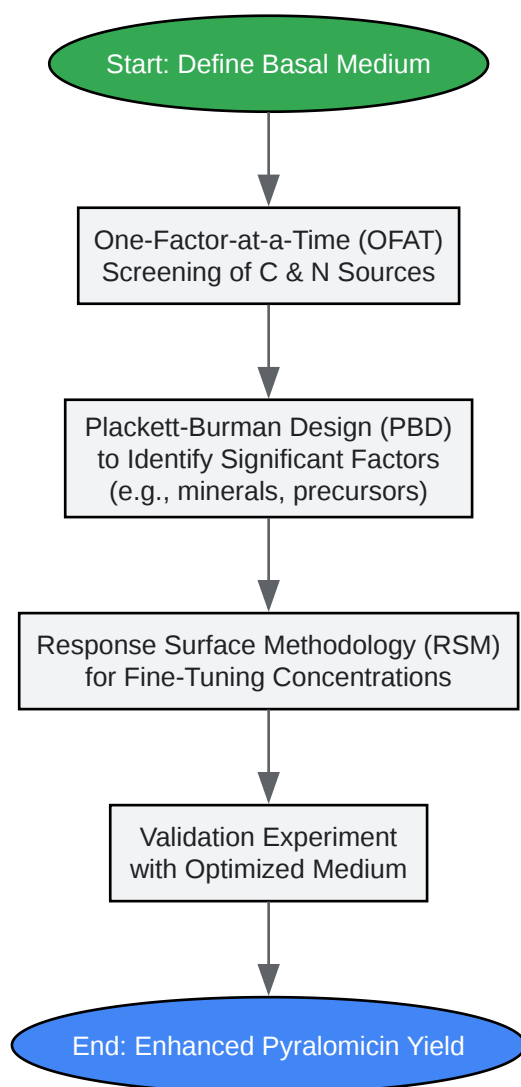 Start: Define Basal Medium
One-Factor-at-a-Time (OFAT)
Screening of C & N Sources
Plackett-Burman Design (PBD)
to Identify Significant Factors
(e.g., minerals, precursors)
Response Surface Methodology (RSM)
for Fine-Tuning Concentrations
Validation Experiment
with Optimized Medium
End: Enhanced Pyralomicin Yield